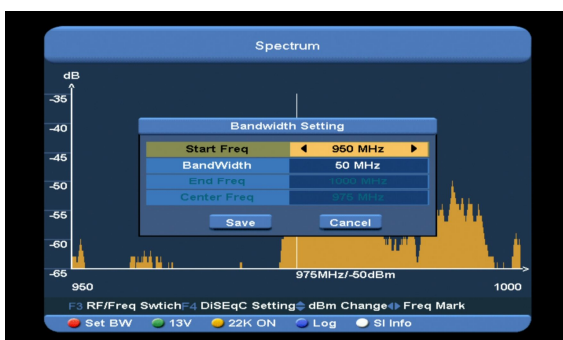 Spectrum
dB
-35
-40
-45
-50
-55
-60
-65
Bandwidth Setting
Start Freq 950 MHz
BandWidth 50 MHz
End Freq 1000 MHz
Center Freq 975 MHz
Save Cancel
975MHz/-50dBm
950 1000
F3 RF/Freq Swtich F4 DiSEqC Setting dBm Change Freq Mark
Set BW 13V 22K ON Log SI Info